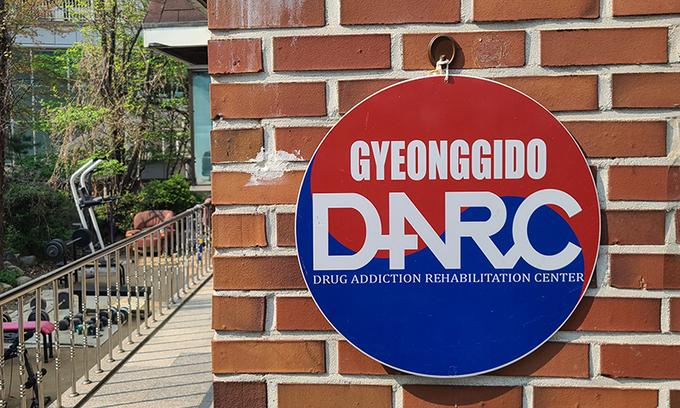 GYEONGGIDO
DARC
DRUG ADDICTION REHABILITATION CENTER